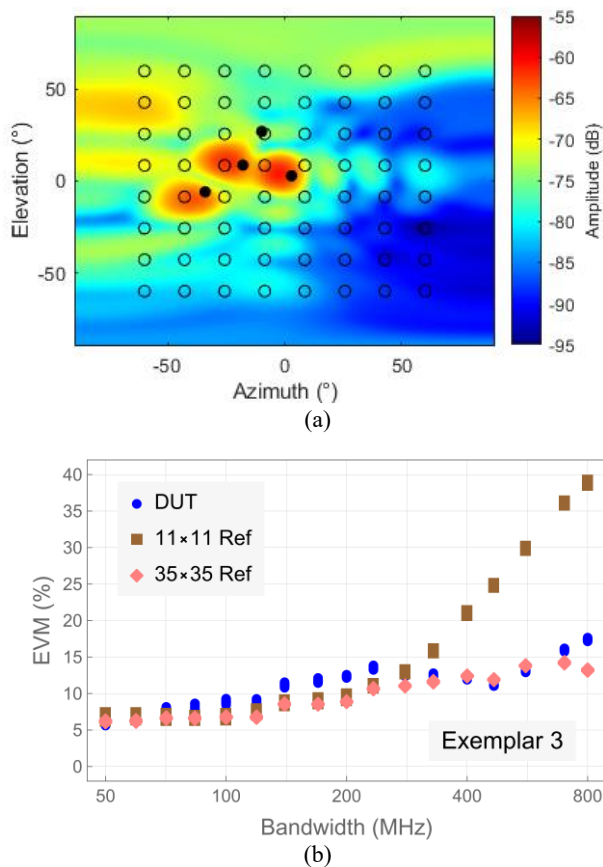 50
0
-50
Elevation (°)
-50
0
50
Azimuth (°)
-55
-60
-65
-70
-75
-80
-85
-90
-95
Amplitude (dB)
(a)
40
35
30
25
20
15
10
5
0
EVM (%)
DUT
11×11 Ref
35×35 Ref
Exemplar 3
50
100
200
400
800
Bandwidth (MHz)
(b)